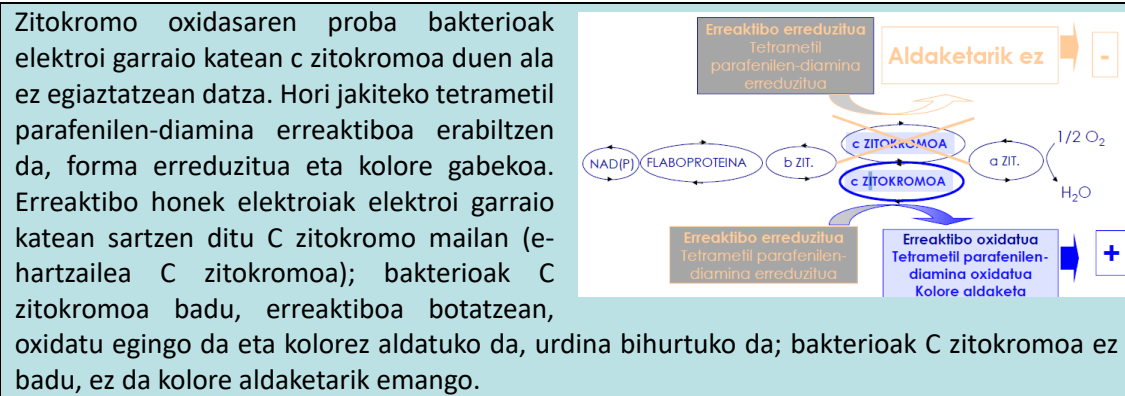 Zitokromo oxidasaren proba bakterioak
elektroi garraio katean c zitokromoa duen ala
ez egiaztatzean datza. Hori jakiteko tetrametil
parafenilen-diamina erreaktiboa erabiltzen
da, forma erreduzitua eta kolore gabekoa.
Erreaktibo honek elektroiak elektroi garraio
katean sartzen ditu C zitokromo mailan (e-
hartzailea C zitokromoa); bakterioak C
zitokromoa badu, erreaktiboa botatzean,
oxidatu egingo da eta kolorez aldatuko da, urdina bihurtuko da; bakterioak C zitokromoa ez
badu, ez da kolore aldaketarik emango.
Erreaktibo erreduzitua
Tetrametil
parafenilen-diamina
erreduzitua
Aldaketarik ez
-
NAD(P)
FLABOPROTEINA
b ZIT.
c ZITOKROMOA
c ZITOKROMOA
a ZIT.
1/2 O₂
H₂O
Erreaktibo erreduzitua
Tetrametil parafenilen-
diamina erreduzitua
Erreaktibo oxidatua
Tetrametil parafenilen-
diamina oxidatua
Kolore aldaketa
+